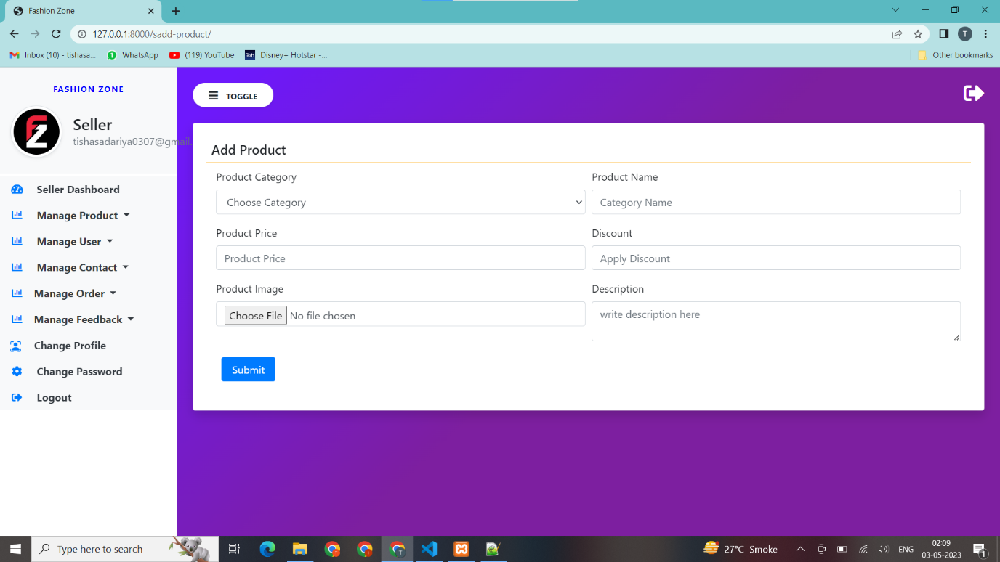 Fashion Zone
127.0.0.1:8000/sadd-product/
T
Inbox (10) - tishasa...
WhatsApp
(119) YouTube
Disney+ Hotstar -...
Other bookmarks
FASHION ZONE
FZ
Seller
tishasadariya0307@gmail.
Seller Dashboard
Manage Product
Manage User
Manage Contact
Manage Order
Manage Feedback
Change Profile
Change Password
Logout
TOGGLE
Add Product
Product Category
Product Name
Choose Category
Category Name
Product Price
Discount
Product Price
Apply Discount
Product Image
Description
Choose File No file chosen
write description here
Submit
Type here to search
27°C Smoke
ENG
02:09
03-05-2023
1